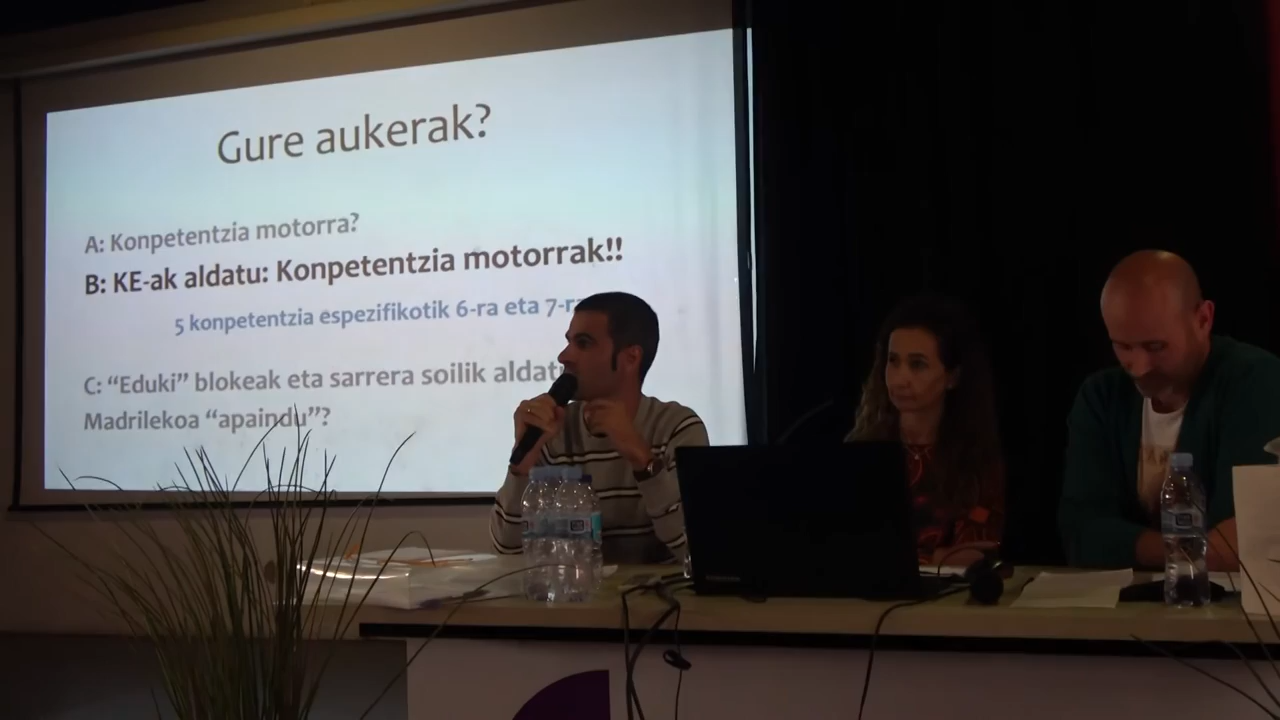 Gure aukerak?
A: Konpetentzia motorra?
B: KE-ak aldatu: Konpetentzia motorrak!!
5 konpetentzia espezifikotik 6-ra eta
C: “Eduki” blokeak eta sarrera soilik
Madrilekoa “apaindu”?